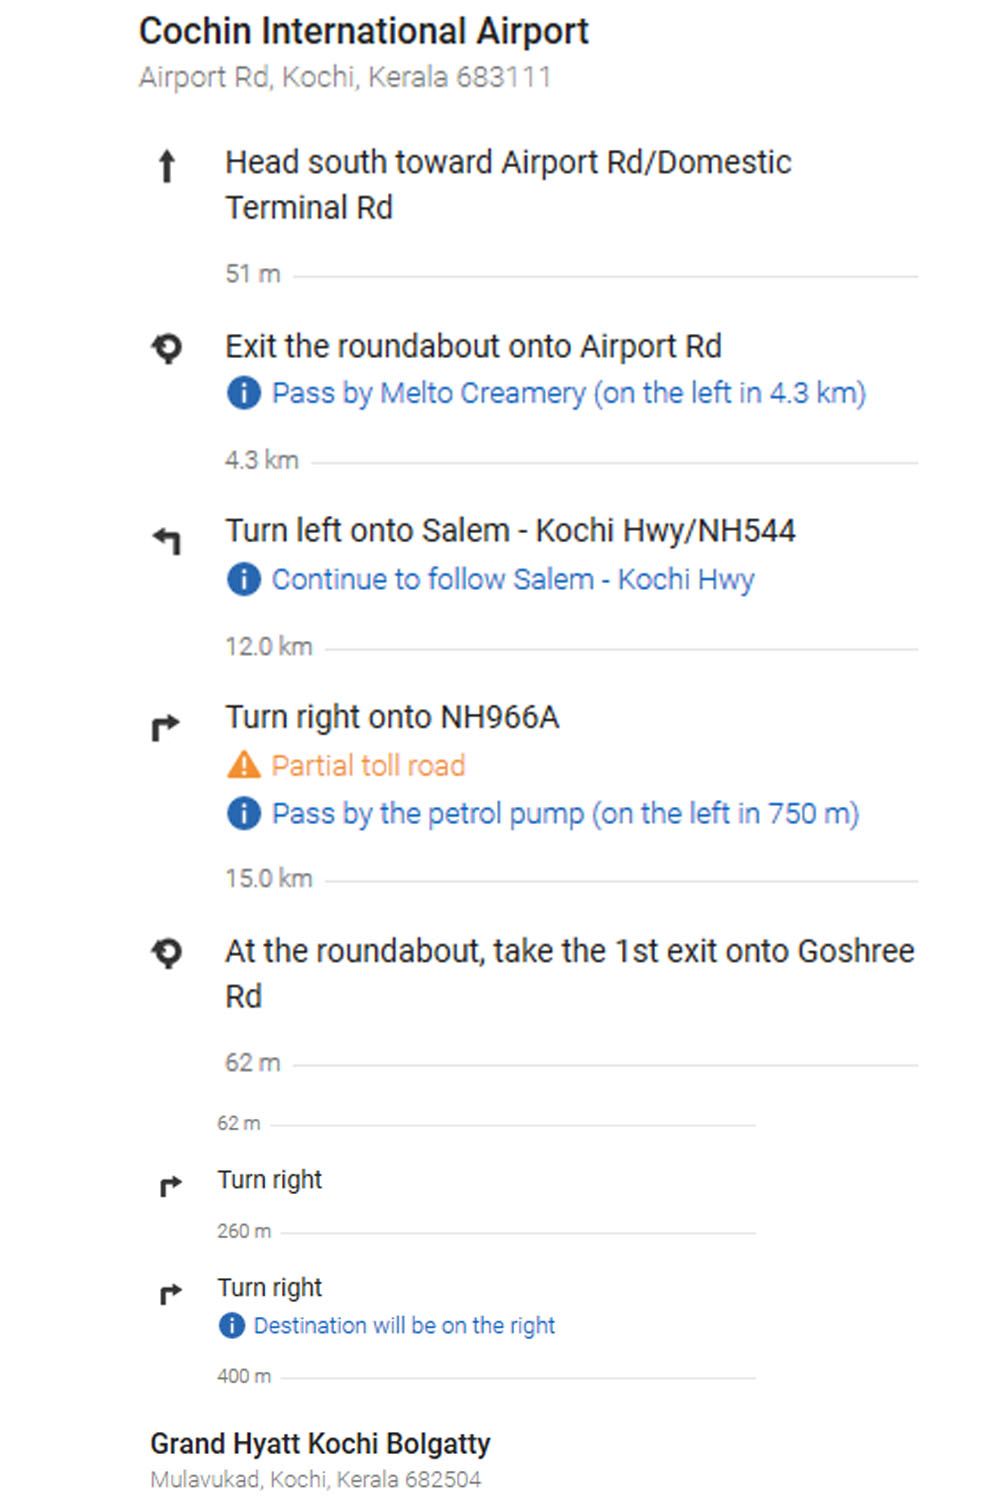 Cochin International Airport
Airport Rd, Kochi, Kerala 683111
Head south toward Airport Rd/Domestic
Terminal Rd
51 m
Exit the roundabout onto Airport Rd
Pass by Melto Creamery (on the left in 4.3 km)
4.3 km
Turn left onto Salem - Kochi Hwy/NH544
Continue to follow Salem - Kochi Hwy
12.0 km
Turn right onto NH966A
Partial toll road
Pass by the petrol pump (on the left in 750 m)
15.0 km
At the roundabout, take the 1st exit onto Goshree
Rd
62 m
62 m
Turn right
260 m
Turn right
Destination will be on the right
400 m
Grand Hyatt Kochi Bolgatty
Mulavukad, Kochi, Kerala 682504